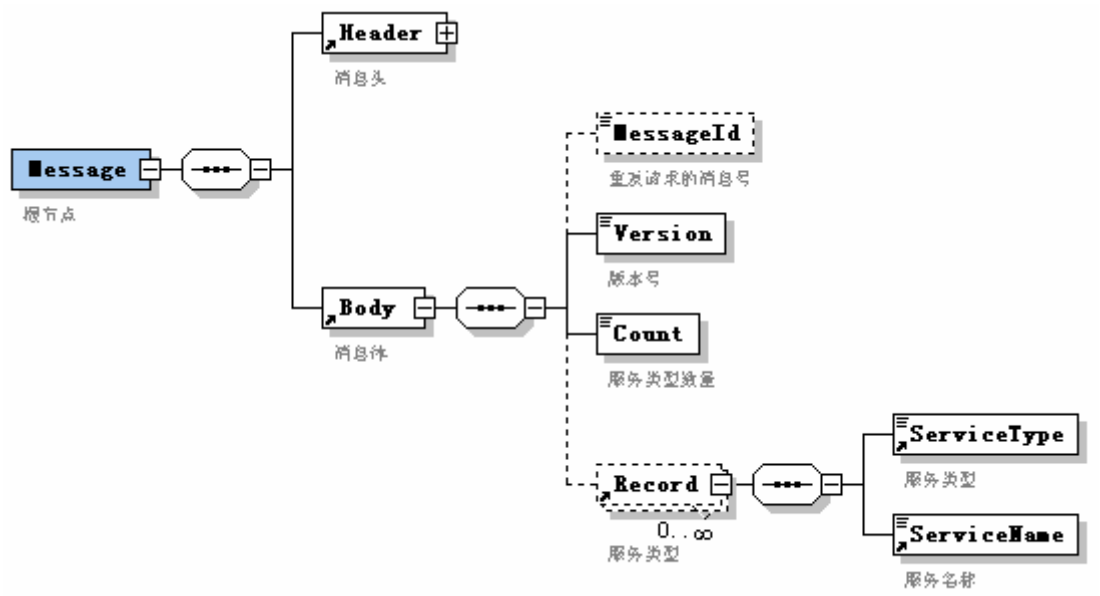 Header
消息头
Message
根节点
MessageId
重发请求的消息号
Version
版本号
Body
消息体
Count
服务类型数量
Record
0..∞
服务类型
ServiceType
服务类型
ServiceName
服务名称